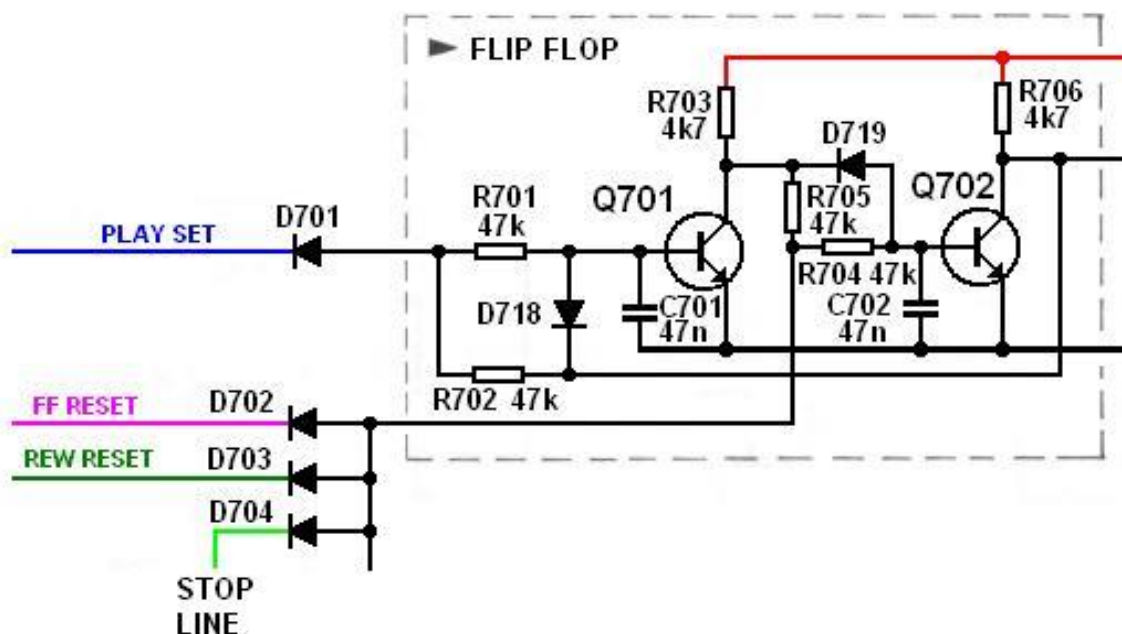 FLIP FLOP
R703
4k7
R706
4k7
D719
R701
47k
Q701
R705
47k
Q702
D701
PLAY SET
R704 47k
D718
C701
47n
C702
47n
R702 47k
FF RESET
D702
REW RESET
D703
D704
STOP
LINE